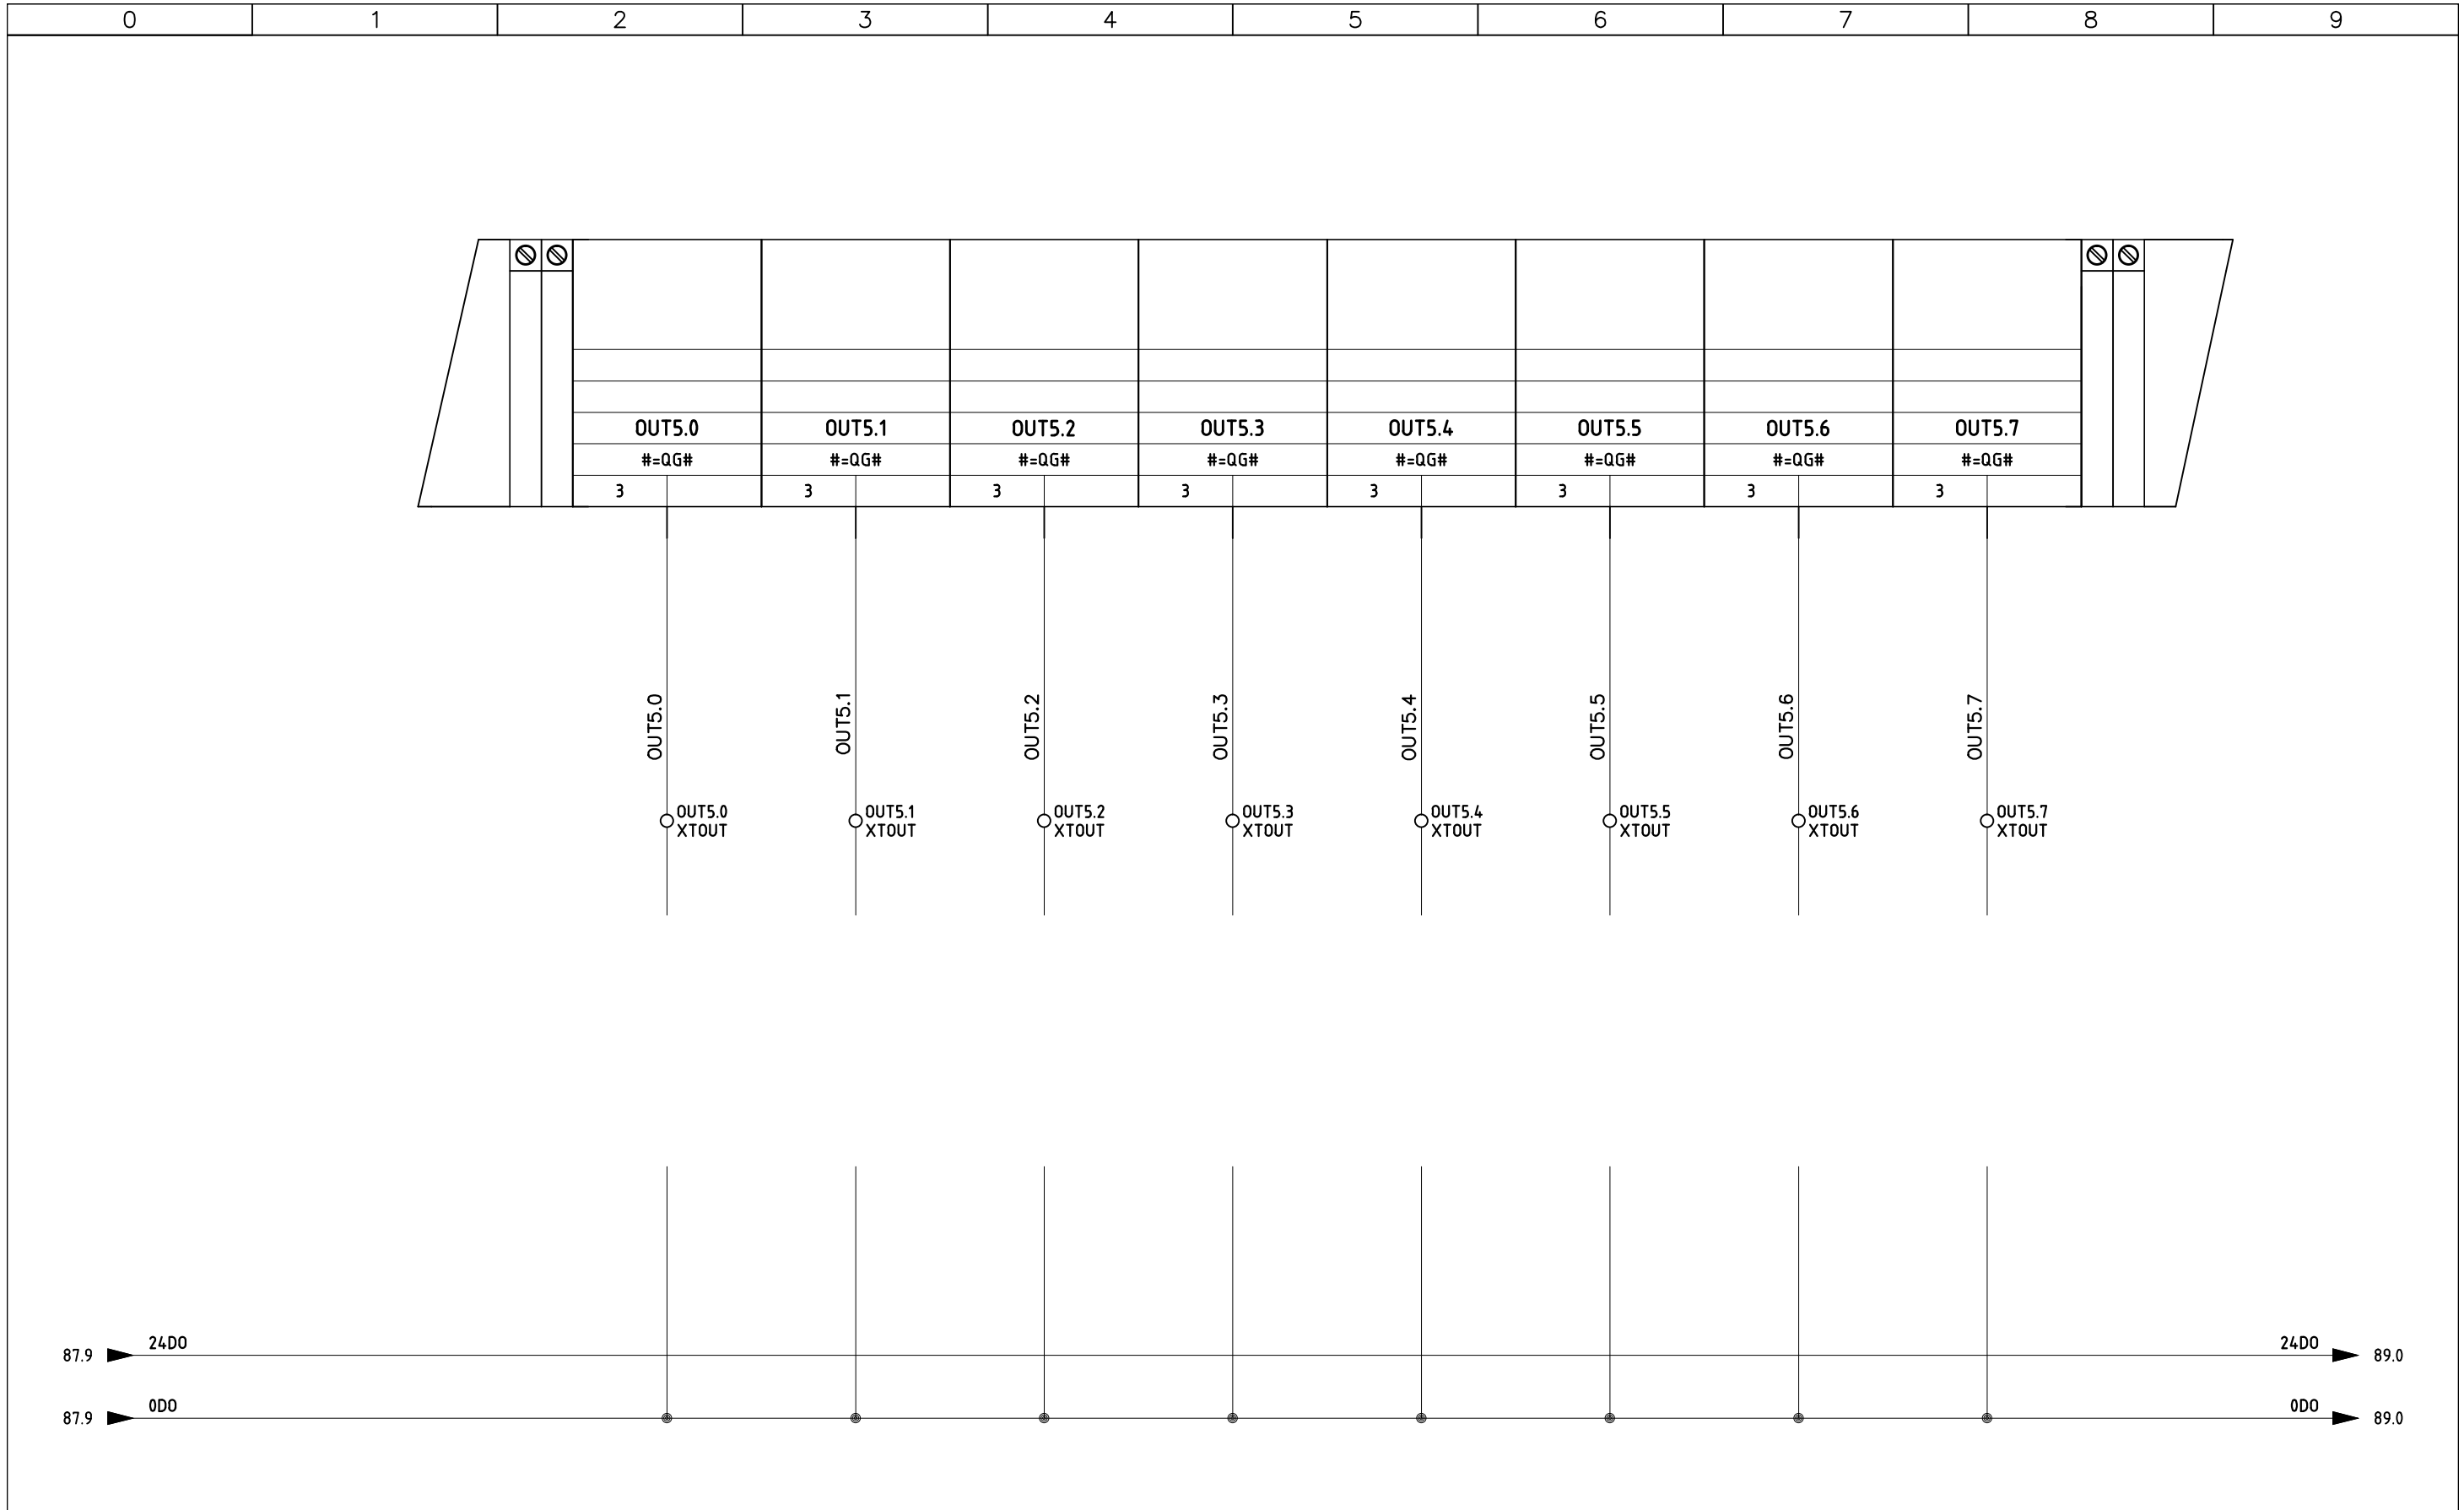 0 1 2 3 4 5 6 7 8 9
OUT5.0 OUT5.1 OUT5.2 OUT5.3 OUT5.4 OUT5.5 OUT5.6 OUT5.7
#=QG# #=QG# #=QG# #=QG# #=QG# #=QG# #=QG# #=QG#
3 3 3 3 3 3 3 3
OUT5.0 OUT5.1 OUT5.2 OUT5.3 OUT5.4 OUT5.5 OUT5.6 OUT5.7
OUT5.0 OUT5.1 OUT5.2 OUT5.3 OUT5.4 OUT5.5 OUT5.6 OUT5.7
XTOUT XTOUT XTOUT XTOUT XTOUT XTOUT XTOUT XTOUT
24DO 24DO
87.9 89.0
0DO 0DO
87.9 89.0